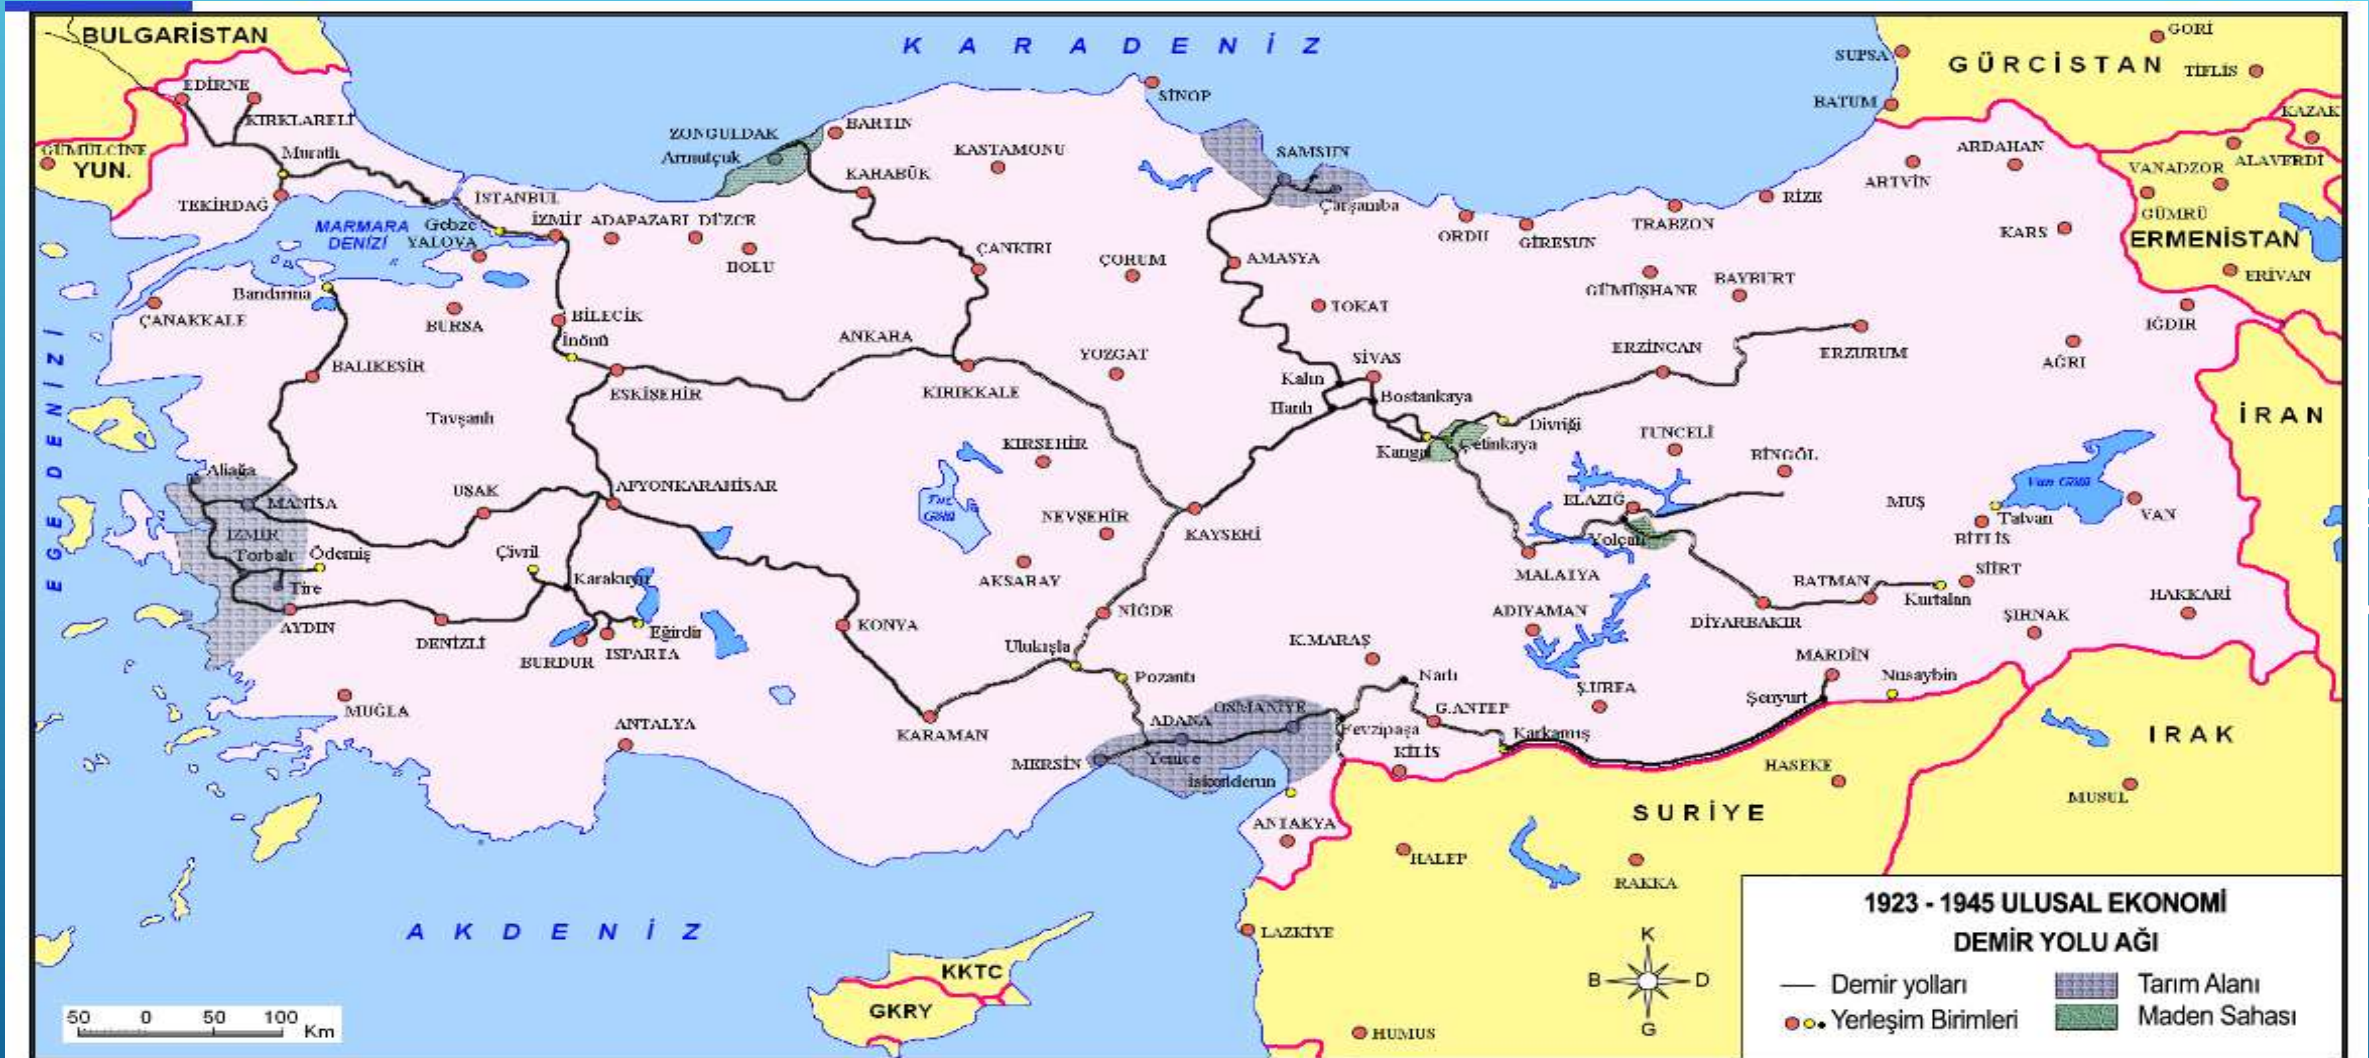 BULGARİSTAN
K A R A D E N İ Z
GORİ
SUPSA
GÜRCİSTAN
TİFLİS
EDİRNE
SİNOP
BATUM
KAZAK
KIRKLARELİ
ZONGULDAK
BARTIN
GÜMÜLCİNE
YUN.
Muratlı
Armutçuk
KASTAMONU
SAMSUN
ARDAHAN
ALAVERDİ
VANADZOR
KARABÜK
ARTVİN
TEKİRDAĞ
İSTANBUL
Çarşamba
RİZE
GÜMRÜ
MARMARA
DENİZİ
Gebze
İZMİT
ADAPAZARI
DÜZCE
ORDU
GİRESUN
TRABZON
KARS
ERMENİSTAN
YALOVA
BOLU
ÇANKIRI
ÇORUM
AMASYA
ERİVAN
Bandırma
GÜMÜŞHANE
BAYBURT
ÇANAKKALE
BURSA
BİLECİK
TOKAT
IĞDIR
İnönü
ANKARA
YOZGAT
SİVAS
ERZİNCAN
ERZURUM
AĞRI
BALIKESİR
ESKİŞEHİR
KIRIKKALE
Kalın
Bostankaya
Hanlı
E G E D E N İ Z İ
Tavşanlı
Divriği
İRAN
KIRŞEHİR
Kangal
Çetinkaya
TUNCELİ
BİNGÖL
Aliağa
UŞAK
AFYONKARAHİSAR
Tuz
Gölü
ELAZIĞ
MUŞ
Van Gölü
MANİSA
NEVŞEHİR
KAYSERİ
Tatvan
VAN
İZMİR
Torbalı
Ödemiş
Çivril
Yolçatı
BİTLİS
Tire
Karakuyu
AKSARAY
MALATYA
BATMAN
SİİRT
Kurtalan
HAKKARİ
AYDIN
DENİZLİ
Eğirdir
KONYA
NİĞDE
ADIYAMAN
DİYARBAKIR
ŞIRNAK
BURDUR
ISPARTA
Ulukışla
K.MARAŞ
MARDİN
Pozantı
Narlı
Ş.URFA
Şenyurt
Nusaybin
MUĞLA
ANTALYA
KARAMAN
ADANA
OSMANİYE
G.ANTEP
Fevzipaşa
Karkamış
IRAK
MERSİN
Yenice
KİLİS
HASEKE
İskenderun
MUSUL
SURİYE
ANTAKYA
HALEP
RAKKA
A K D E N İ Z
LAZKİYE
KKTC
GKRY
HUMUS
K
B
D
G
50 0 50 100
Km
1923 - 1945 ULUSAL EKONOMİ
DEMİR YOLU AĞI
Demir yolları
Tarım Alanı
Yerleşim Birimleri
Maden Sahası